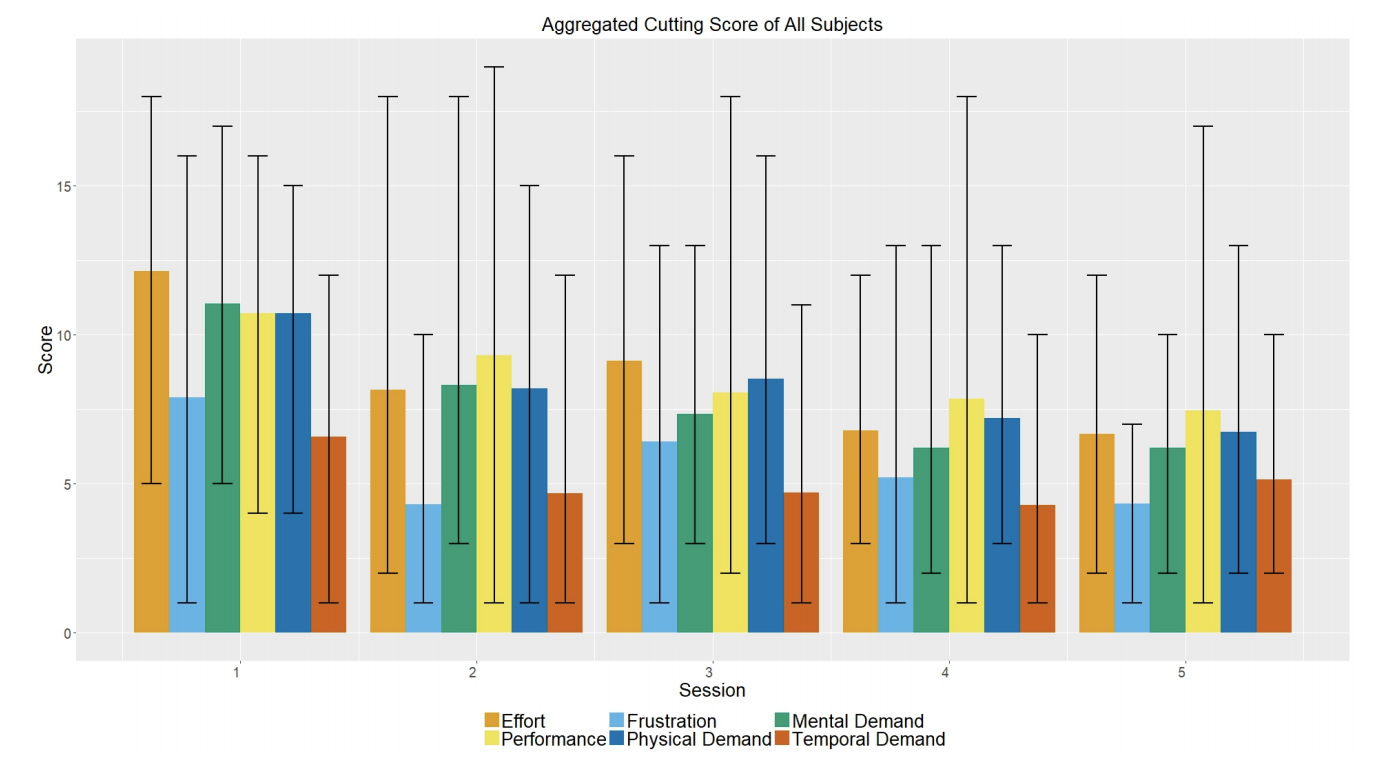 Aggregated Cutting Score of All Subjects
15
10
5
0
Score
1 2 3 4 5
Session
Effort Frustration Mental Demand
Performance Physical Demand Temporal Demand